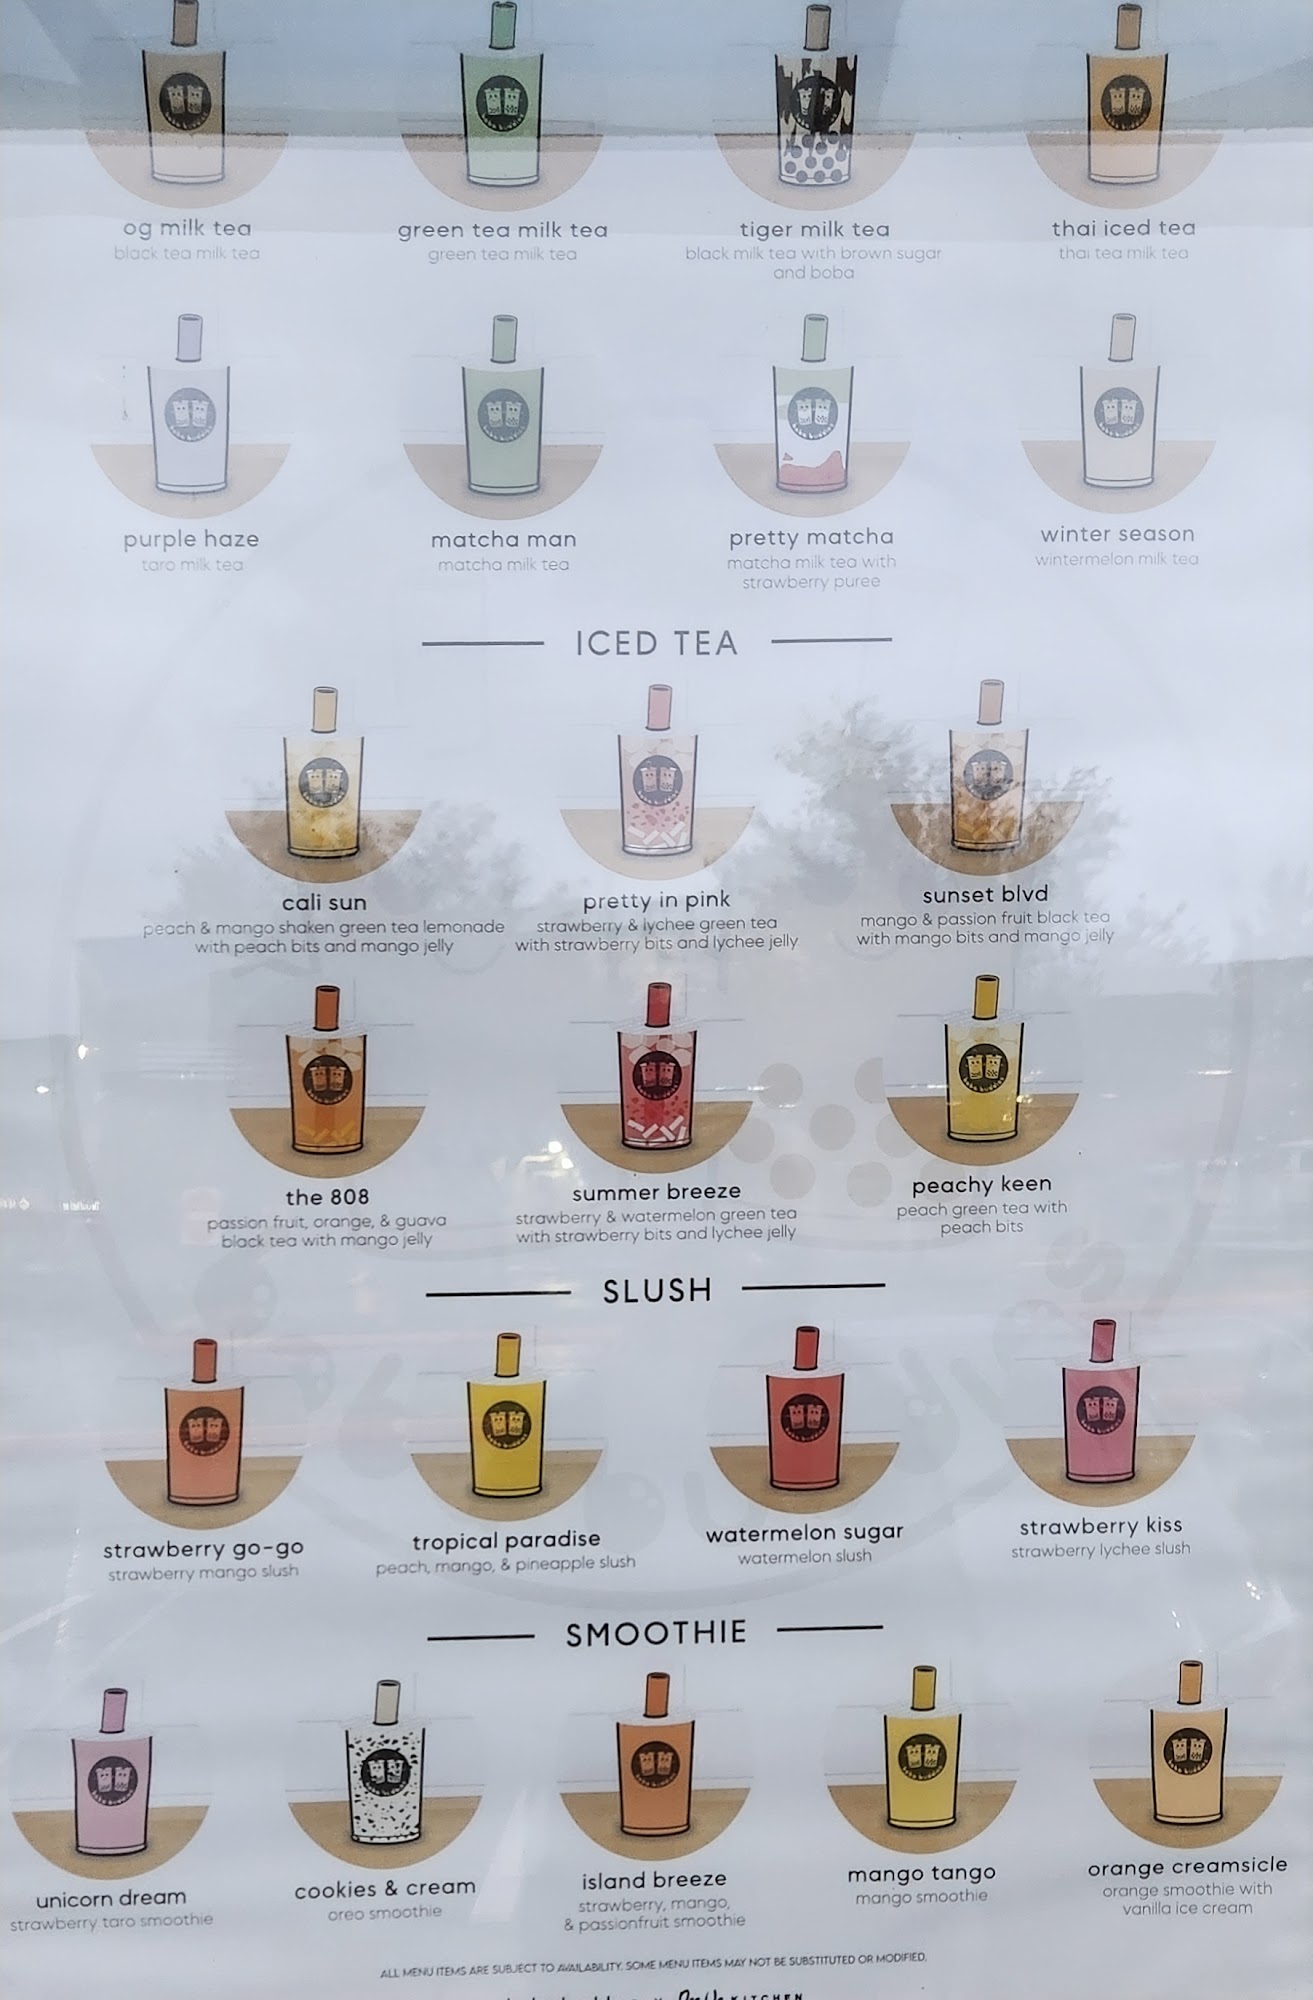 og milk tea
black tea milk tea
green tea milk tea
green tea milk tea
tiger milk tea
black milk tea with brown sugar
and boba
thai iced tea
thai tea milk tea
purple haze
taro milk tea
matcha man
matcha milk tea
pretty matcha
matcha milk tea with
strawberry puree
winter season
wintermelon milk tea
ICED TEA
cali sun
peach & mango shaken green tea lemonade
with peach bits and mango jelly
pretty in pink
strawberry & lychee green tea
with strawberry bits and lychee jelly
sunset blvd
mango & passion fruit black tea
with mango bits and mango jelly
the 808
passion fruit, orange, & guava
black tea with mango jelly
summer breeze
strawberry & watermelon green tea
with strawberry bits and lychee jelly
peachy keen
peach green tea with
peach bits
SLUSH
strawberry go-go
strawberry mango slush
tropical paradise
peach, mango, & pineapple slush
watermelon sugar
watermelon slush
strawberry kiss
strawberry lychee slush
SMOOTHIE
unicorn dream
strawberry taro smoothie
cookies & cream
oreo smoothie
island breeze
strawberry, mango,
& passionfruit smoothie
mango tango
mango smoothie
orange creamsicle
orange smoothie with
vanilla ice cream
ALL MENU ITEMS ARE SUBJECT TO AVAILABILITY. SOME MENU ITEMS MAY NOT BE SUBSTITUTED OR MODIFIED.
KITCHEN